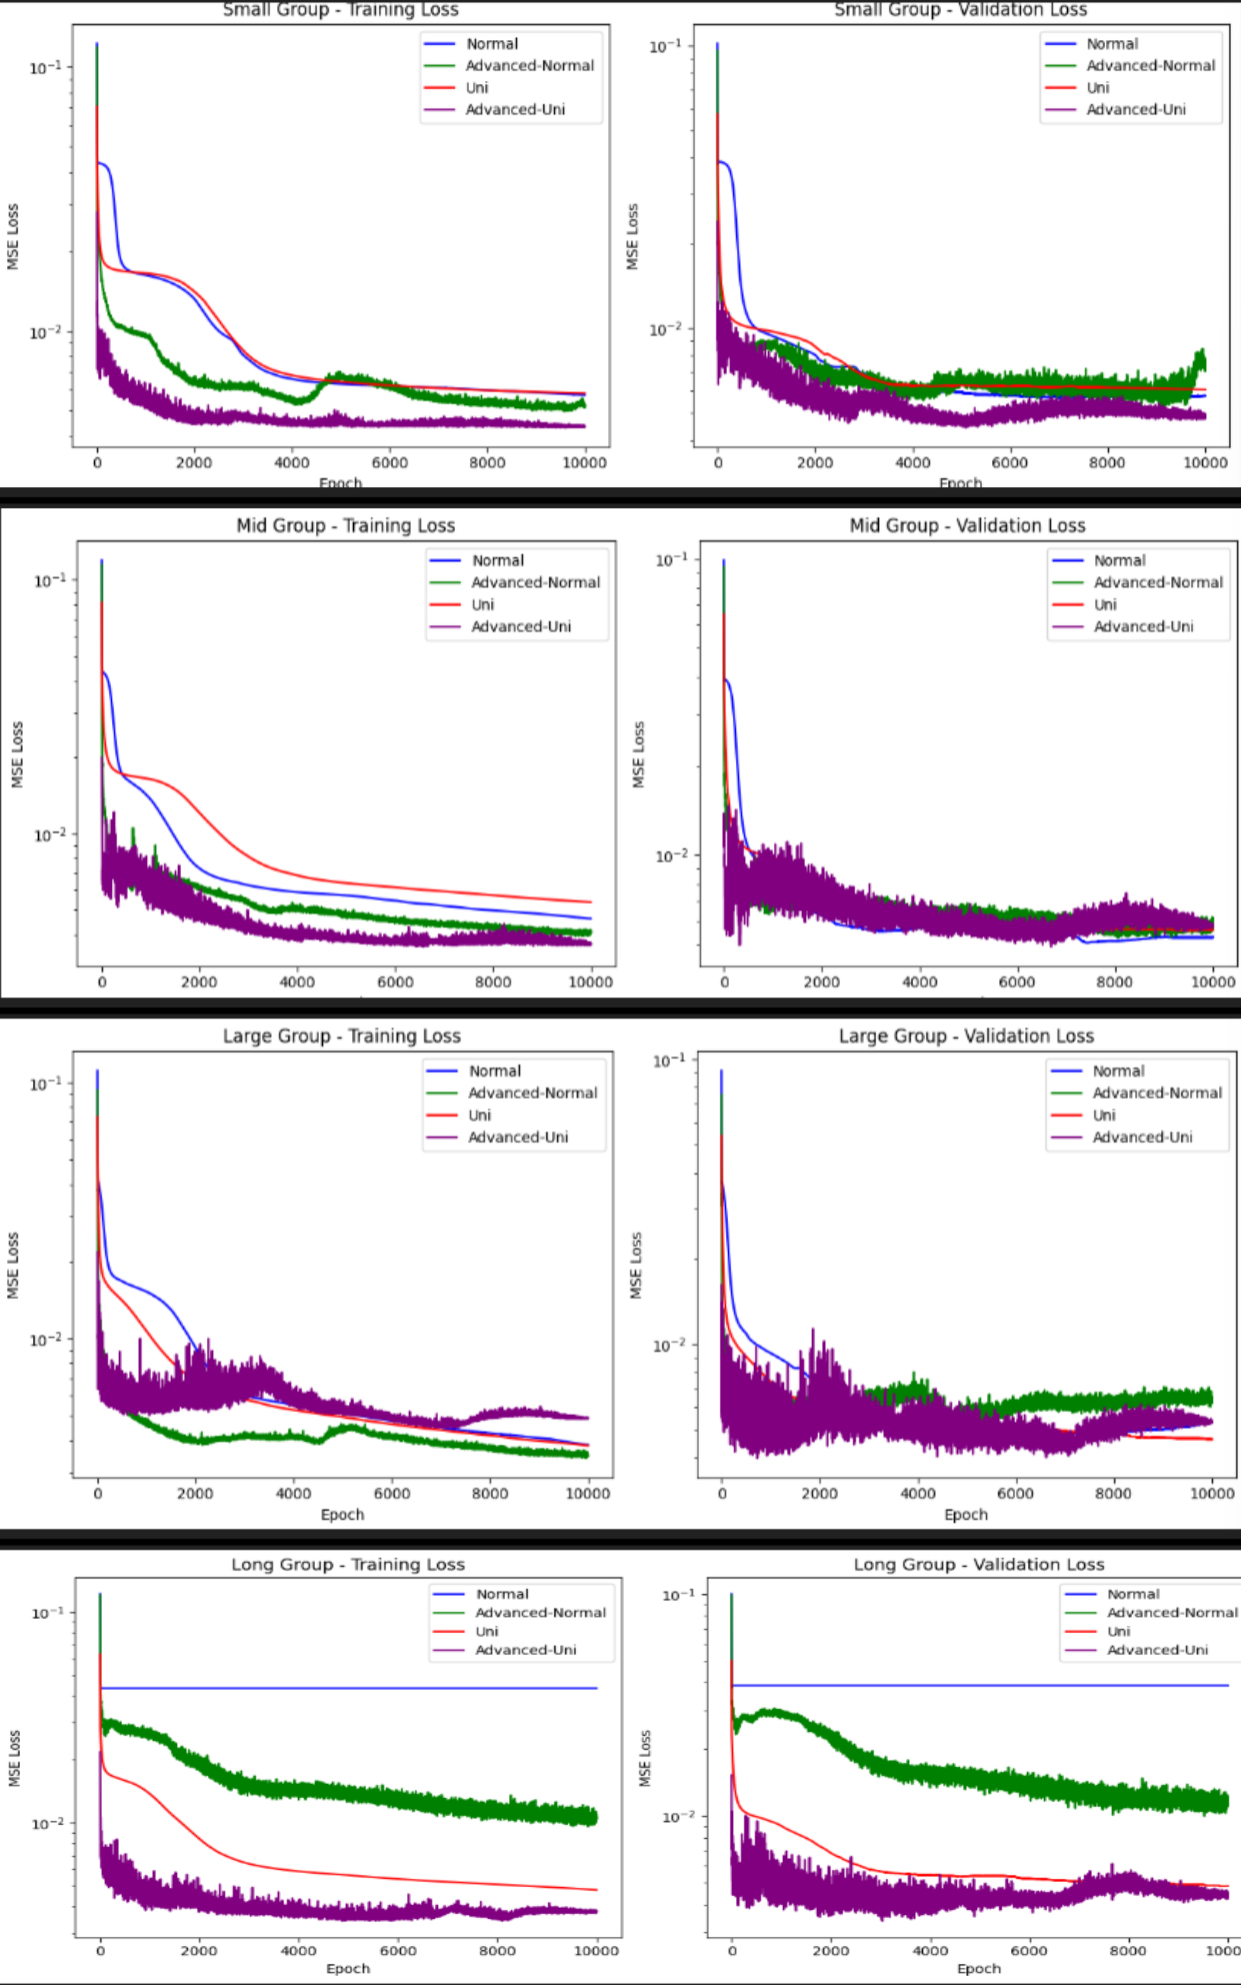 Small Group - Training Loss
Normal
Advanced-Normal
Uni
Advanced-Uni
MSE Loss
10⁻¹
10⁻²
0 2000 4000 6000 8000 10000
Epoch
Small Group - Validation Loss
Normal
Advanced-Normal
Uni
Advanced-Uni
MSE Loss
10⁻¹
10⁻²
0 2000 4000 6000 8000 10000
Epoch
Mid Group - Training Loss
Normal
Advanced-Normal
Uni
Advanced-Uni
MSE Loss
10⁻¹
10⁻²
0 2000 4000 6000 8000 10000
Mid Group - Validation Loss
Normal
Advanced-Normal
Uni
Advanced-Uni
MSE Loss
10⁻¹
10⁻²
0 2000 4000 6000 8000 10000
Large Group - Training Loss
Normal
Advanced-Normal
Uni
Advanced-Uni
MSE Loss
10⁻¹
10⁻²
0 2000 4000 6000 8000 10000
Epoch
Large Group - Validation Loss
Normal
Advanced-Normal
Uni
Advanced-Uni
MSE Loss
10⁻¹
10⁻²
0 2000 4000 6000 8000 10000
Epoch
Long Group - Training Loss
Normal
Advanced-Normal
Uni
Advanced-Uni
MSE Loss
10⁻¹
10⁻²
0 2000 4000 6000 8000 10000
Epoch
Long Group - Validation Loss
Normal
Advanced-Normal
Uni
Advanced-Uni
MSE Loss
10⁻¹
10⁻²
0 2000 4000 6000 8000 10000
Epoch